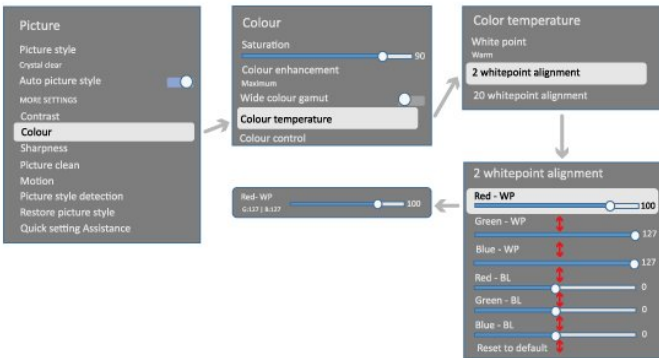 Picture
Picture style
Crystal clear
Auto picture style
MORE SETTINGS
Contrast
Colour
Sharpness
Picture clean
Motion
Picture style detection
Restore picture style
Quick setting Assistance
Colour
Saturation
90
Colour enhancement
Maximum
Wide colour gamut
Colour temperature
Colour control
Color temperature
White point
Warm
2 whitepoint alignment
20 whitepoint alignment
2 whitepoint alignment
Red - WP
100
Green - WP
127
Blue - WP
127
Red - BL
0
Green - BL
0
Blue - BL
0
Reset to default
Red- WP
G:127 | B:127
100